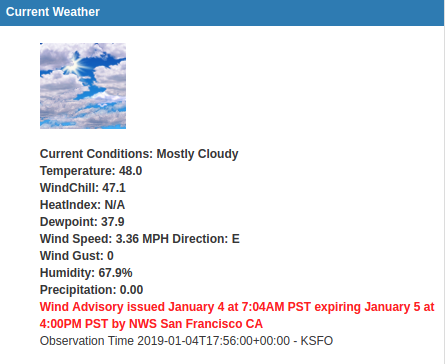 Current Weather
Current Conditions: Mostly Cloudy
Temperature: 48.0
WindChill: 47.1
HeatIndex: N/A
Dewpoint: 37.9
Wind Speed: 3.36 MPH Direction: E
Wind Gust: 0
Humidity: 67.9%
Precipitation: 0.00
Wind Advisory issued January 4 at 7:04AM PST expiring January 5 at
4:00PM PST by NWS San Francisco CA
Observation Time 2019-01-04T17:56:00+00:00 - KSFO